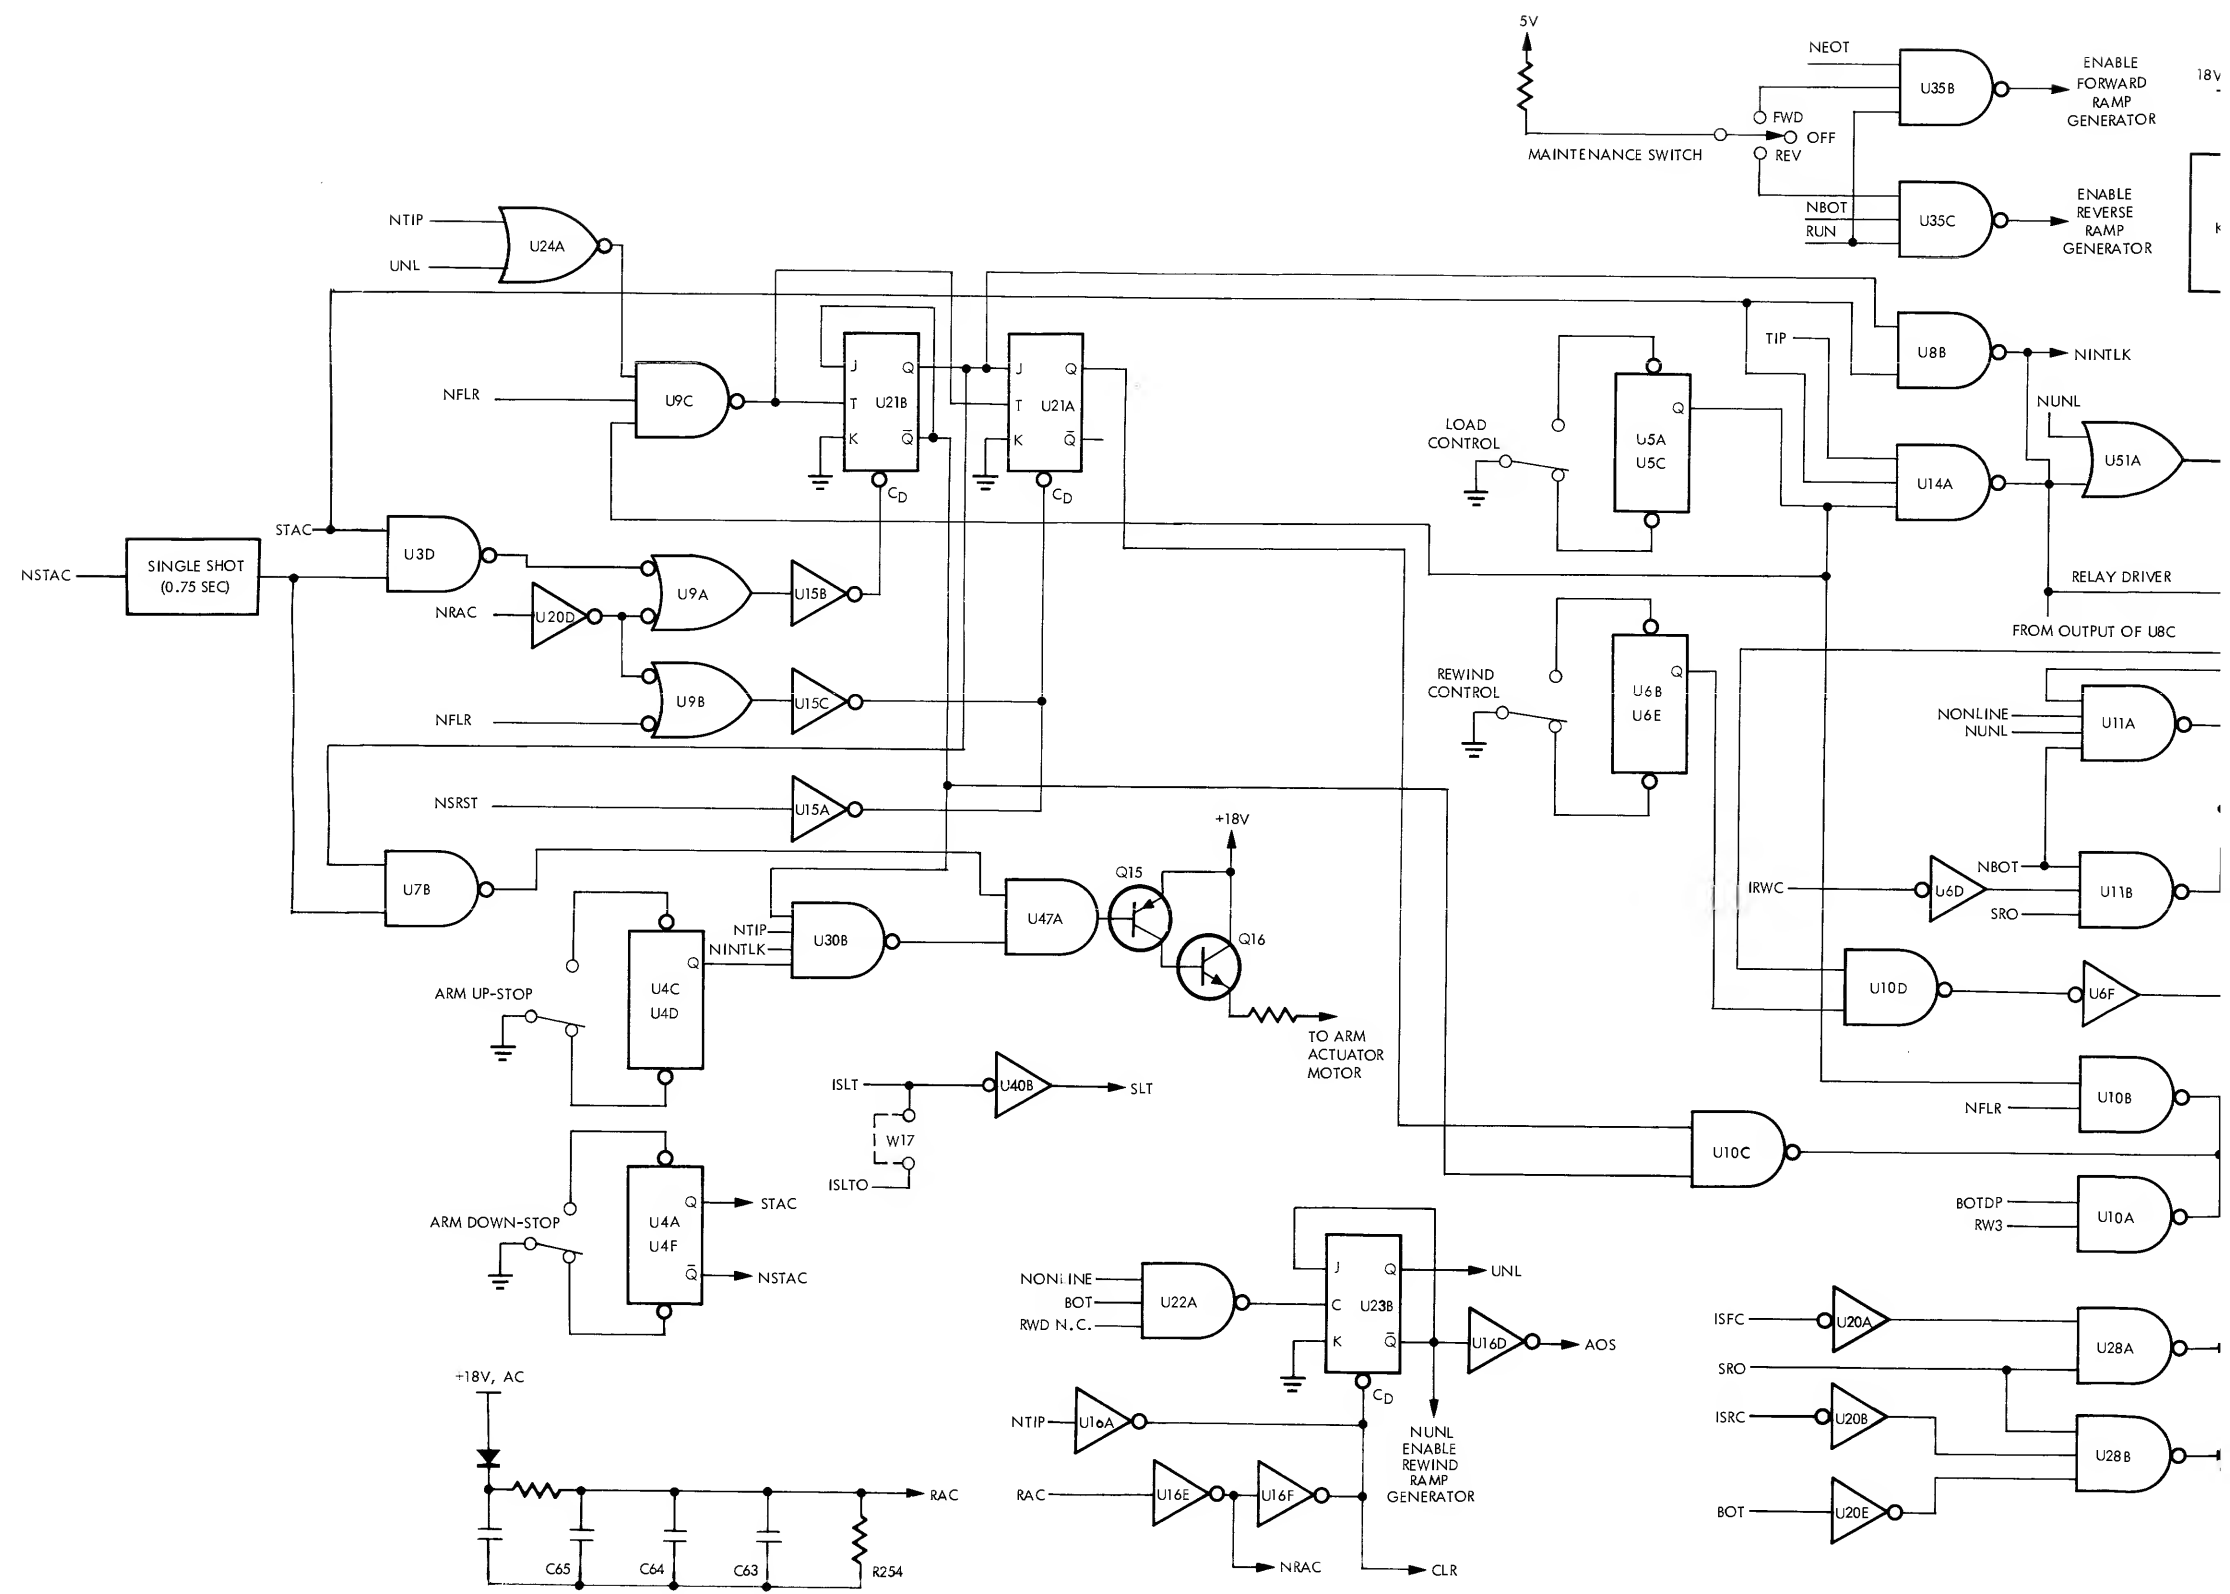 5V
NEOT
U35B
ENABLE
FORWARD
RAMP
GENERATOR
18V
FWD
OFF
REV
MAINTENANCE SWITCH
NBOT
RUN
U35C
ENABLE
REVERSE
RAMP
GENERATOR
K
NTIP
UNL
U24A
NFLR
U9C
J
Q
T
U21B
K
Q̄
CD
J
Q
T
U21A
K
Q̄
CD
TIP
U8B
NINTLK
NUNL
U51A
U14A
LOAD
CONTROL
Q
U5A
U5C
RELAY DRIVER
FROM OUTPUT OF U8C
STAC
NSTAC
SINGLE SHOT
(0.75 SEC)
U3D
NRAC
U20D
U9A
U15B
NFLR
U9B
U15C
NSRST
U15A
REWIND
CONTROL
Q
U6B
U6E
NONLINE
NUNL
U11A
NBOT
IRWC
U6D
SRO
U11B
U10D
U6F
U7B
NTIP
NINTLK
U30B
U47A
Q15
+18V
Q16
TO ARM
ACTUATOR
MOTOR
ARM UP-STOP
Q
U4C
U4D
ISLT
U40B
SLT
W17
ISLTO
NFLR
U10B
U10C
BOTDP
RW3
U10A
ARM DOWN-STOP
Q
U4A
U4F
Q̄
STAC
NSTAC
NONLINE
BOT
RWD N.C.
U22A
J
Q
C
U23B
K
Q̄
CD
UNL
U16D
AOS
NTIP
U16A
RAC
U16E
U16F
NRAC
CLR
NUNL
ENABLE
REWIND
RAMP
GENERATOR
ISFC
U20A
U28A
SRO
ISRC
U20B
U28B
BOT
U20E
+18V, AC
RAC
C65
C64
C63
R254